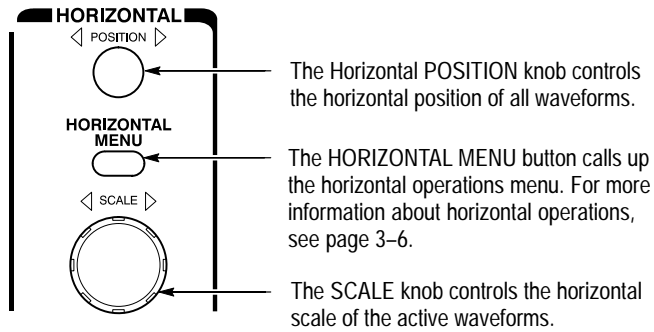 HORIZONTAL
POSITION
The Horizontal POSITION knob controls
the horizontal position of all waveforms.
HORIZONTAL
MENU
The HORIZONTAL MENU button calls up
the horizontal operations menu. For more
information about horizontal operations,
see page 3–6.
SCALE
The SCALE knob controls the horizontal
scale of the active waveforms.